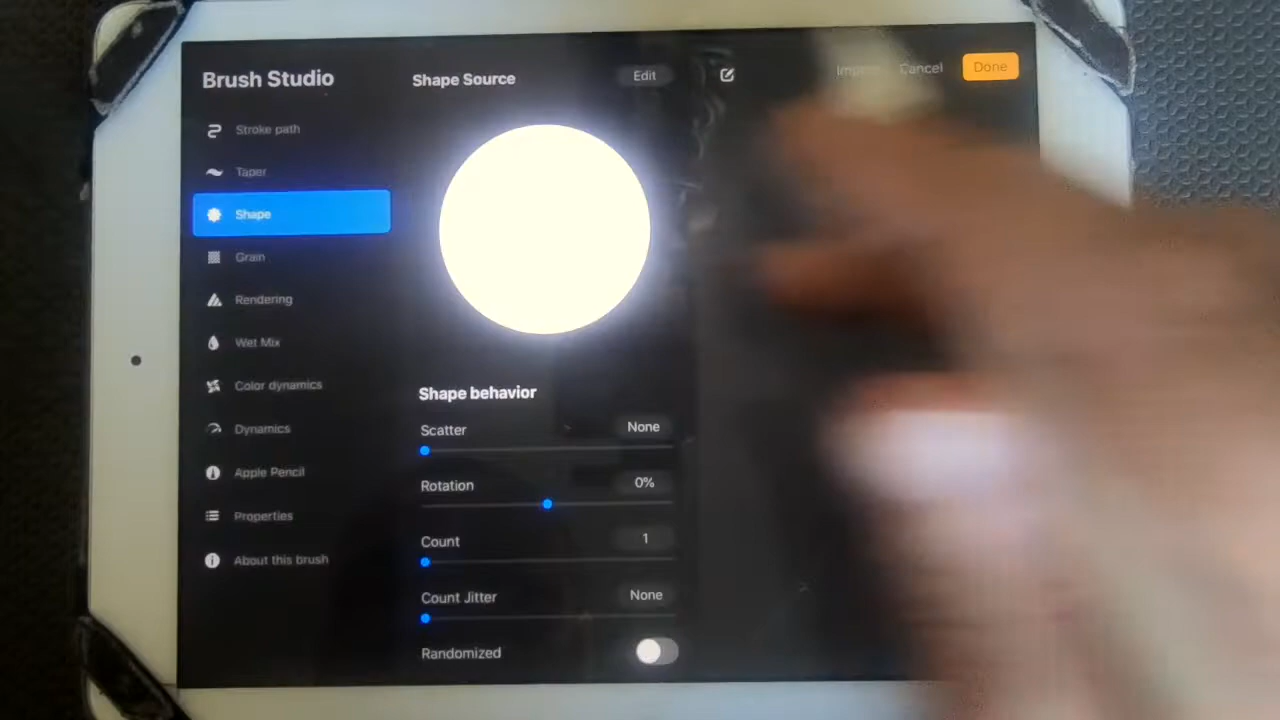 Brush Studio
Stroke path
Taper
Shape
Grain
Rendering
Wet Mix
Color dynamics
Dynamics
Apple Pencil
Properties
About this brush
Shape Source
Edit
Shape behavior
Scatter
None
Rotation
0%
Count
1
Count Jitter
None
Randomized
Import
Cancel
Done